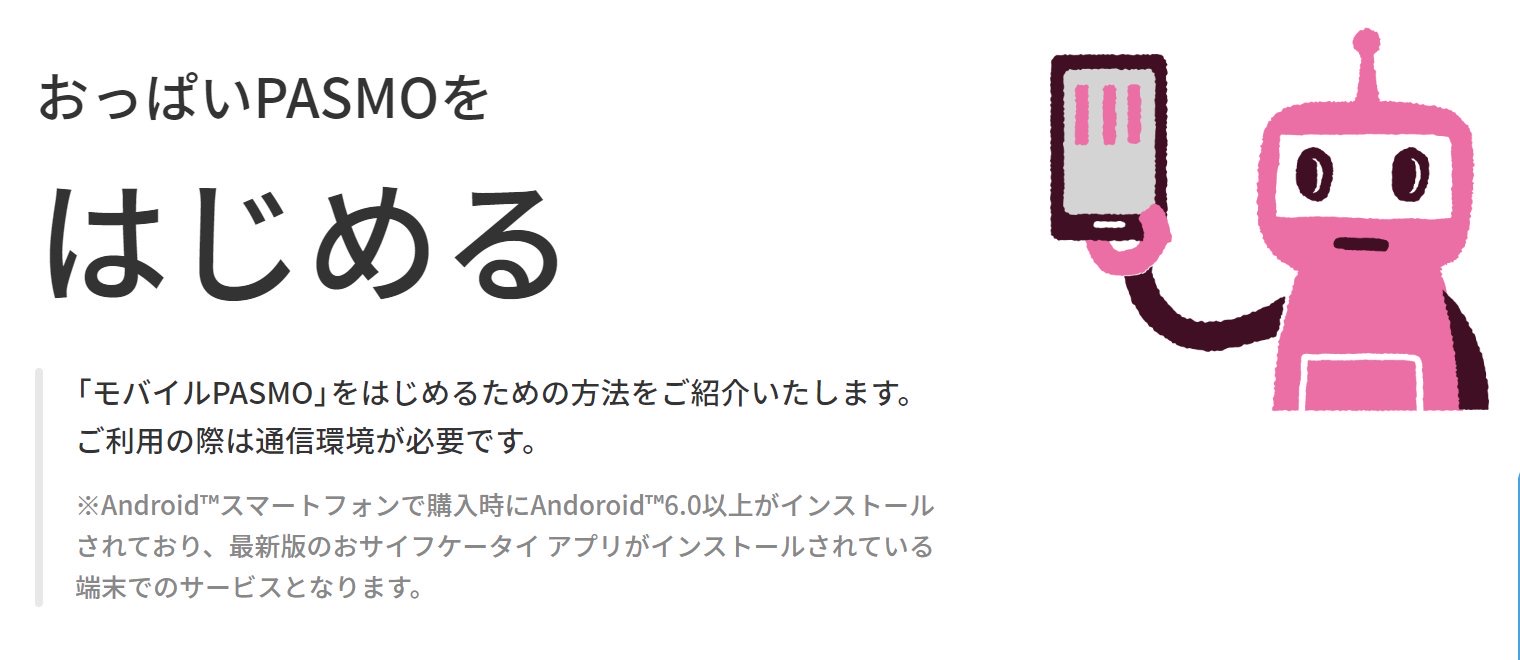 おっぱいPASMOを
はじめる
「モバイルPASMO」をはじめるための方法をご紹介いたします。
ご利用の際は通信環境が必要です。
※Android™スマートフォンで購入時にAndoroid™6.0以上がインストール
されており、最新版のおサイフケータイ アプリがインストールされている
端末でのサービスとなります。